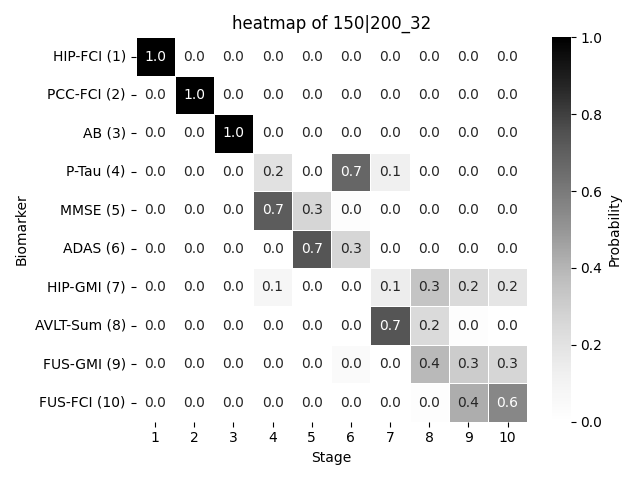 heatmap of 150|200_32
HIP-FCI (1) 1.0 0.0 0.0 0.0 0.0 0.0 0.0 0.0 0.0 0.0
PCC-FCI (2) 0.0 1.0 0.0 0.0 0.0 0.0 0.0 0.0 0.0 0.0
AB (3) 0.0 0.0 1.0 0.0 0.0 0.0 0.0 0.0 0.0 0.0
P-Tau (4) 0.0 0.0 0.0 0.2 0.0 0.7 0.1 0.0 0.0 0.0
MMSE (5) 0.0 0.0 0.0 0.7 0.3 0.0 0.0 0.0 0.0 0.0
ADAS (6) 0.0 0.0 0.0 0.0 0.7 0.3 0.0 0.0 0.0 0.0
HIP-GMI (7) 0.0 0.0 0.0 0.1 0.0 0.0 0.1 0.3 0.2 0.2
AVLT-Sum (8) 0.0 0.0 0.0 0.0 0.0 0.0 0.7 0.2 0.0 0.0
FUS-GMI (9) 0.0 0.0 0.0 0.0 0.0 0.0 0.0 0.4 0.3 0.3
FUS-FCI (10) 0.0 0.0 0.0 0.0 0.0 0.0 0.0 0.0 0.4 0.6
1 2 3 4 5 6 7 8 9 10
Stage
Biomarker
1.0
0.8
0.6
0.4
0.2
0.0
Probability